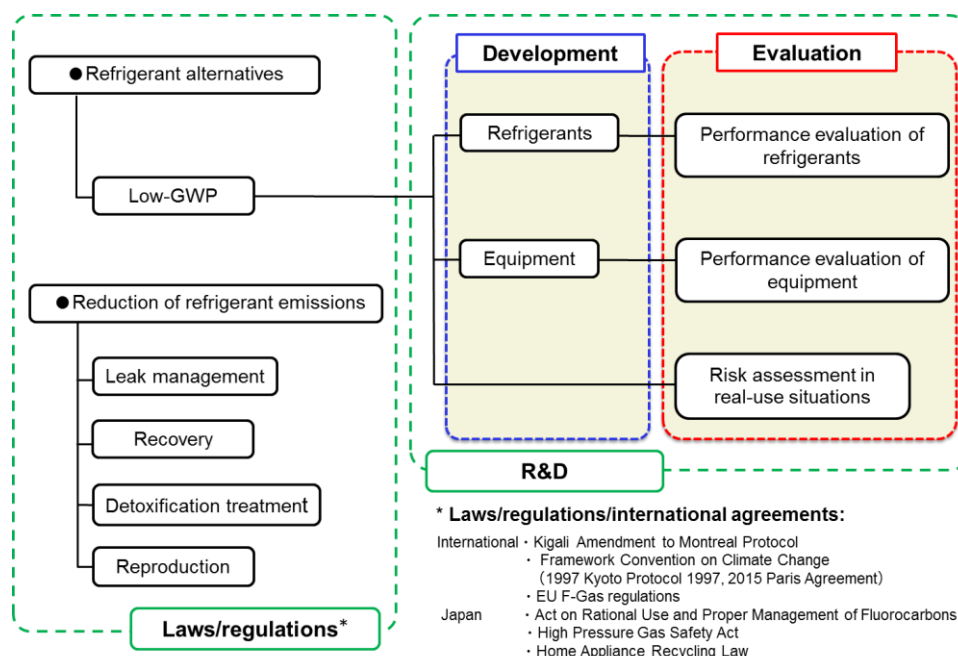 ● Refrigerant alternatives
Low-GWP
● Reduction of refrigerant emissions
Leak management
Recovery
Detoxification treatment
Reproduction
Laws/regulations*
Development
Evaluation
Refrigerants
Performance evaluation of
refrigerants
Equipment
Performance evaluation of
equipment
Risk assessment in
real-use situations
R&D
* Laws/regulations/international agreements:
International ・ Kigali Amendment to Montreal Protocol
・ Framework Convention on Climate Change
（1997 Kyoto Protocol 1997, 2015 Paris Agreement）
・ EU F-Gas regulations
Japan ・ Act on Rational Use and Proper Management of Fluorocarbons
・ High Pressure Gas Safety Act
・ Home Appliance Recycling Law